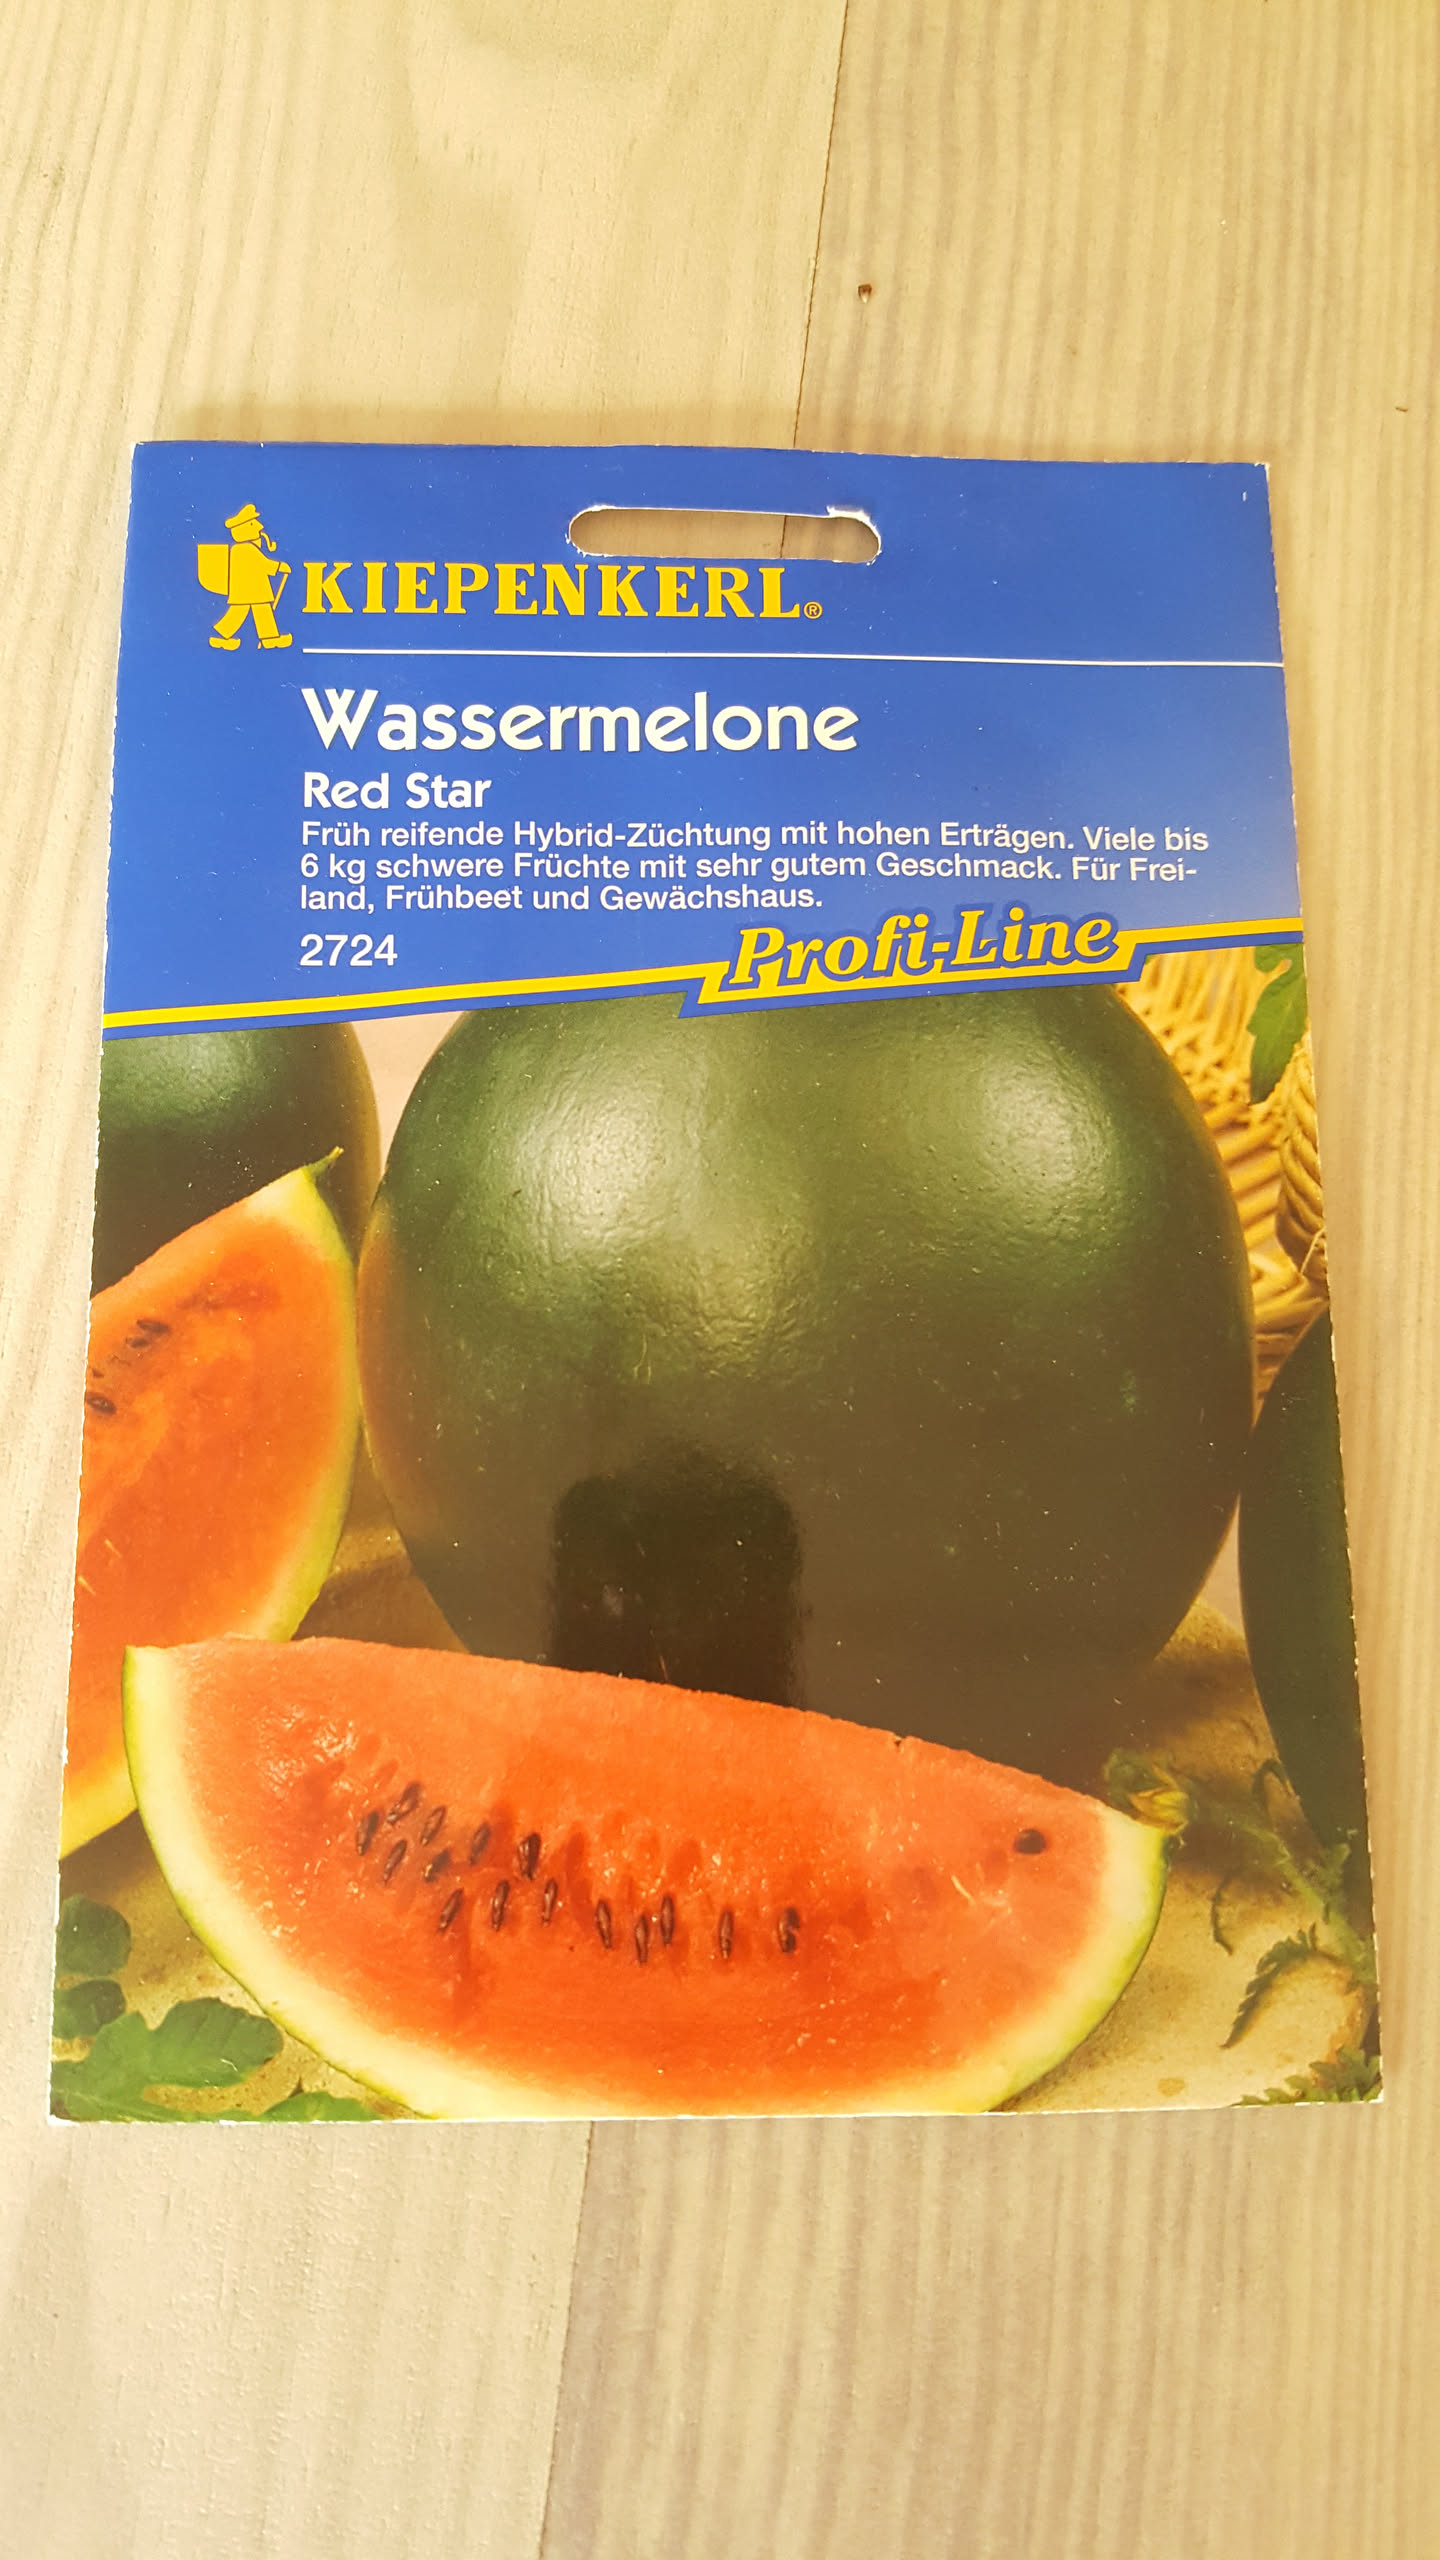 KIEPENKERL®
Wassermelone
Red Star
Früh reifende Hybrid-Züchtung mit hohen Erträgen. Viele bis
6 kg schwere Früchte mit sehr gutem Geschmack. Für Frei-
land, Frühbeet und Gewächshaus.
2724
Profi-Line